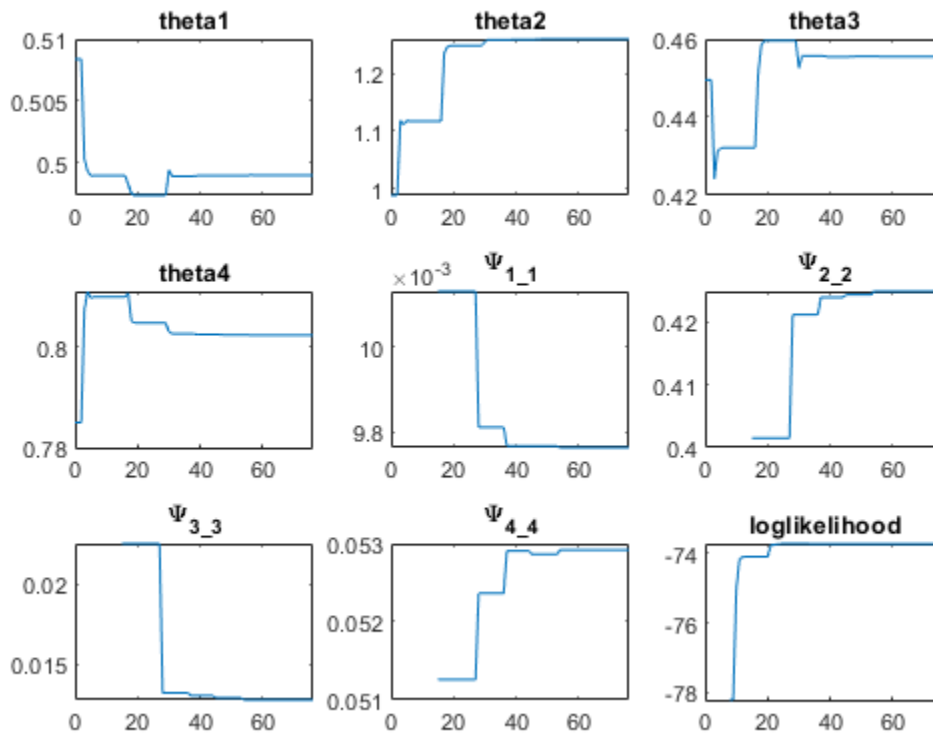 theta1
0.51
0.505
0.5
0 20 40 60
theta2
1.2
1.1
1
0 20 40 60
theta3
0.46
0.44
0.42
0 20 40 60
theta4
0.8
0.78
0 20 40 60
Ψ1_1
×10-3
10
9.8
0 20 40 60
Ψ2_2
0.42
0.41
0.4
0 20 40 60
Ψ3_3
0.02
0.015
0 20 40 60
Ψ4_4
0.053
0.052
0.051
0 20 40 60
loglikelihood
-74
-76
-78
0 20 40 60